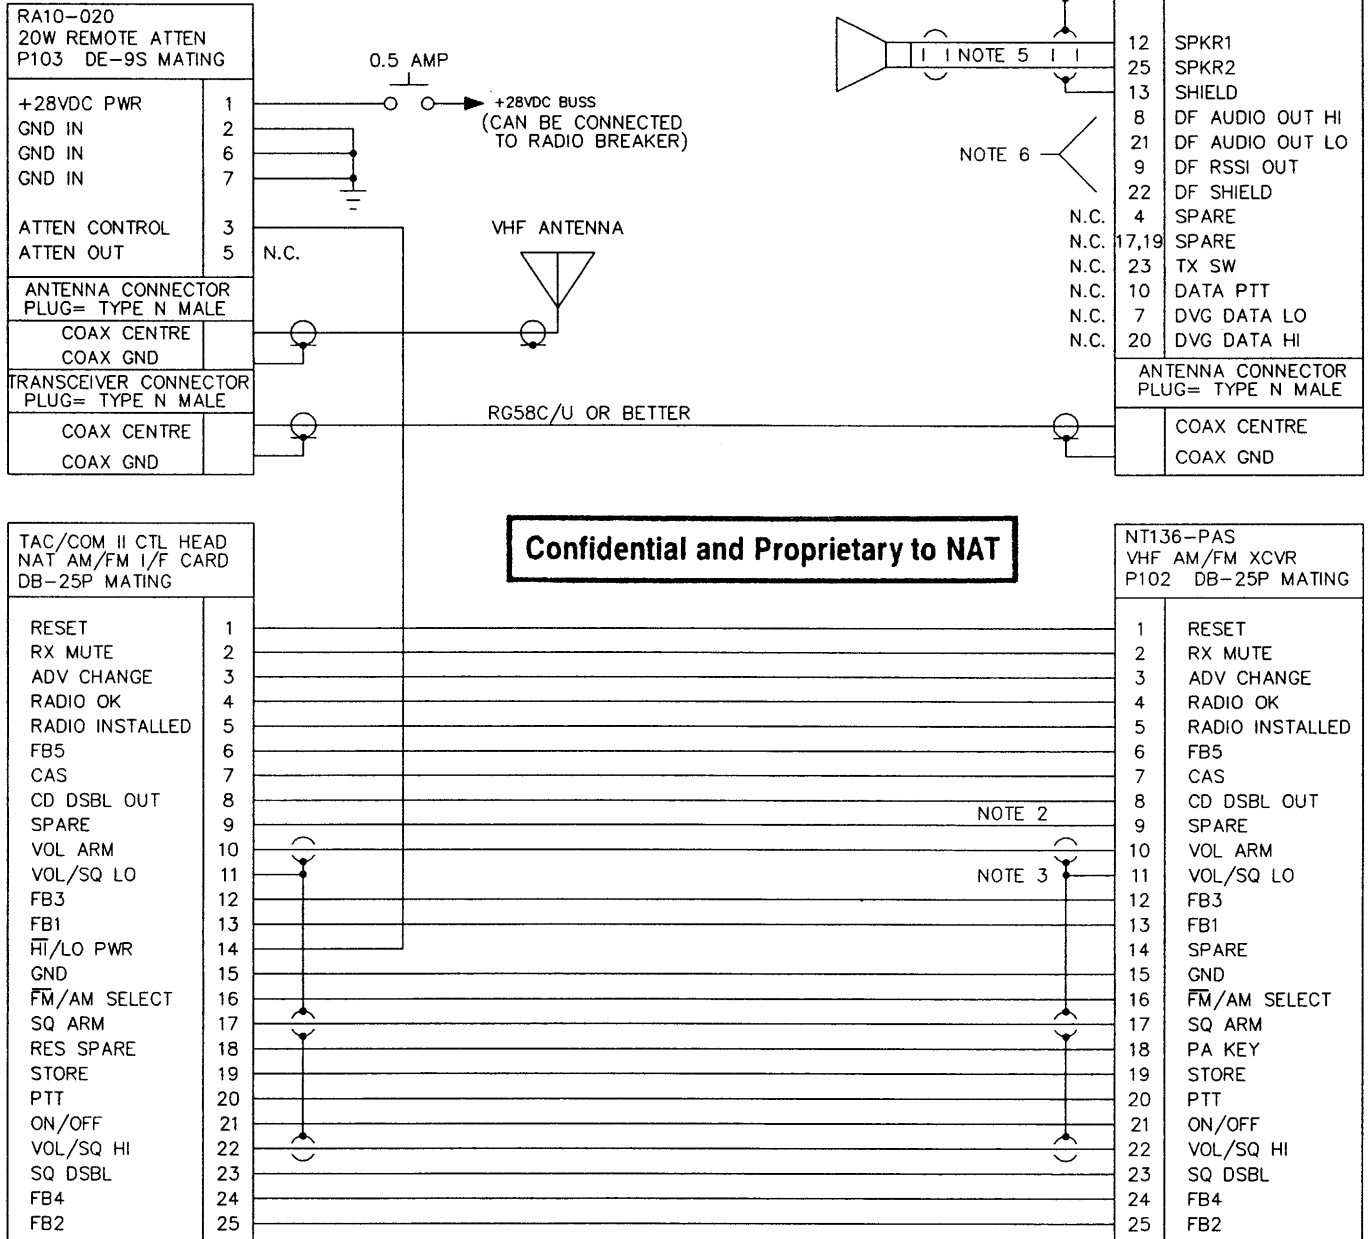 RA10-020
20W REMOTE ATTEN
P103 DE-9S MATING
+28VDC PWR 1
GND IN 2
GND IN 6
GND IN 7
ATTEN CONTROL 3
ATTEN OUT 5 N.C.
ANTENNA CONNECTOR
PLUG= TYPE N MALE
COAX CENTRE
COAX GND
TRANSCEIVER CONNECTOR
PLUG= TYPE N MALE
COAX CENTRE
COAX GND
0.5 AMP
+28VDC BUSS
(CAN BE CONNECTED
TO RADIO BREAKER)
VHF ANTENNA
RG58C/U OR BETTER
NOTE 5
NOTE 6
12 SPKR1
25 SPKR2
13 SHIELD
8 DF AUDIO OUT HI
21 DF AUDIO OUT LO
9 DF RSSI OUT
22 DF SHIELD
N.C. 4 SPARE
N.C. 17,19 SPARE
N.C. 23 TX SW
N.C. 10 DATA PTT
N.C. 7 DVG DATA LO
N.C. 20 DVG DATA HI
ANTENNA CONNECTOR
PLUG= TYPE N MALE
COAX CENTRE
COAX GND
Confidential and Proprietary to NAT
TAC/COM II CTL HEAD
NAT AM/FM I/F CARD
DB-25P MATING
RESET 1
RX MUTE 2
ADV CHANGE 3
RADIO OK 4
RADIO INSTALLED 5
FB5 6
CAS 7
CD DSBL OUT 8
SPARE 9
VOL ARM 10
VOL/SQ LO 11
FB3 12
FB1 13
HI/LO PWR 14
GND 15
FM/AM SELECT 16
SQ ARM 17
RES SPARE 18
STORE 19
PTT 20
ON/OFF 21
VOL/SQ HI 22
SQ DSBL 23
FB4 24
FB2 25
NOTE 2
NOTE 3
NT136-PAS
VHF AM/FM XCVR
P102 DB-25P MATING
1 RESET
2 RX MUTE
3 ADV CHANGE
4 RADIO OK
5 RADIO INSTALLED
6 FB5
7 CAS
8 CD DSBL OUT
9 SPARE
10 VOL ARM
11 VOL/SQ LO
12 FB3
13 FB1
14 SPARE
15 GND
16 FM/AM SELECT
17 SQ ARM
18 PA KEY
19 STORE
20 PTT
21 ON/OFF
22 VOL/SQ HI
23 SQ DSBL
24 FB4
25 FB2